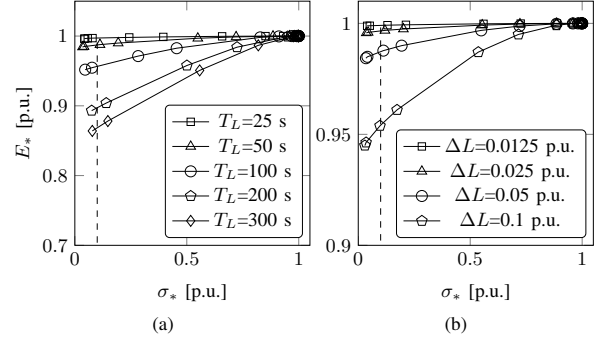 E* [p.u.]
1
0.9
0.8
0.7
0
0.5
1
T_L=25 s
T_L=50 s
T_L=100 s
T_L=200 s
T_L=300 s
σ* [p.u.]
(a)
1
0.95
0.9
0
0.5
1
ΔL=0.0125 p.u.
ΔL=0.025 p.u.
ΔL=0.05 p.u.
ΔL=0.1 p.u.
σ* [p.u.]
(b)